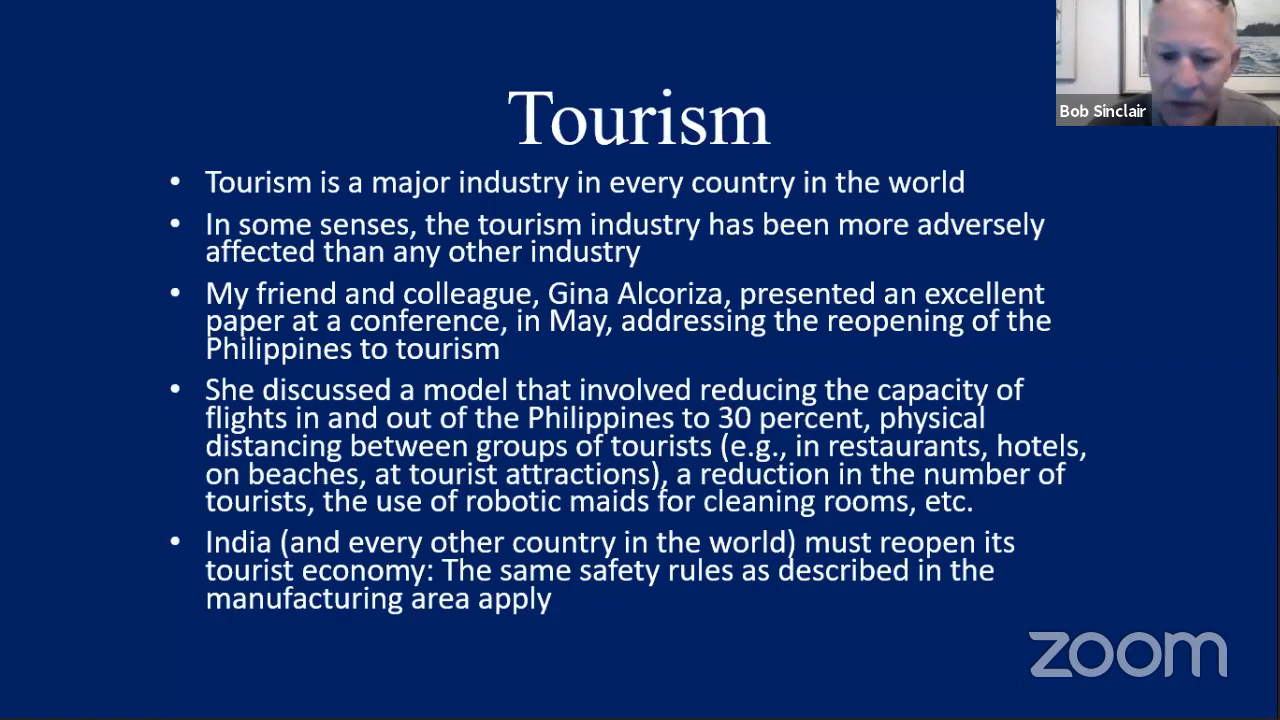 Bob Sinclair
Tourism
• Tourism is a major industry in every country in the world
• In some senses, the tourism industry has been more adversely
affected than any other industry
• My friend and colleague, Gina Alcoriza, presented an excellent
paper at a conference, in May, addressing the reopening of the
Philippines to tourism
• She discussed a model that involved reducing the capacity of
flights in and out of the Philippines to 30 percent, physical
distancing between groups of tourists (e.g., in restaurants, hotels,
on beaches, at tourist attractions), a reduction in the number of
tourists, the use of robotic maids for cleaning rooms, etc.
• India (and every other country in the world) must reopen its
tourist economy: The same safety rules as described in the
manufacturing area apply
zoom